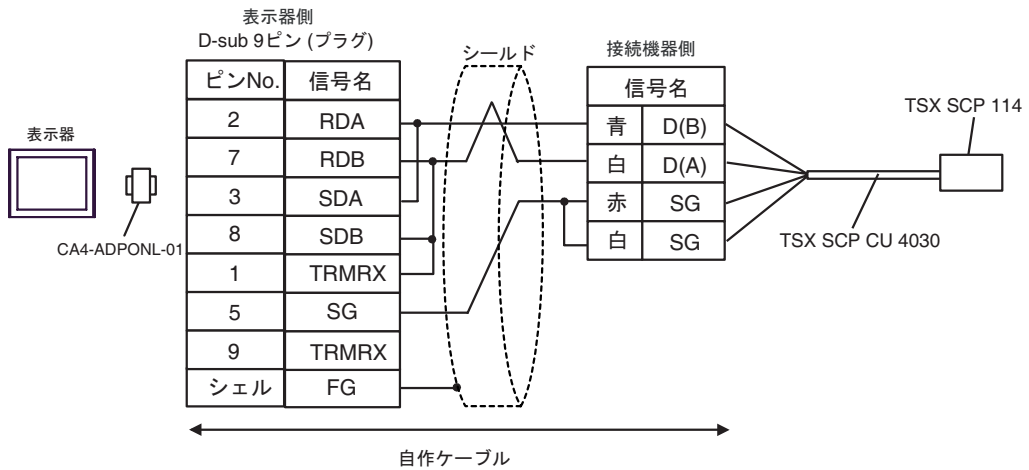 表示器側
D-sub 9ピン (プラグ)
シールド
接続機器側
ピンNo. 信号名
信号名
TSX SCP 114
2 RDA
青 D(B)
表示器
7 RDB
白 D(A)
3 SDA
赤 SG
8 SDB
白 SG
CA4-ADPONL-01
TSX SCP CU 4030
1 TRMRX
5 SG
9 TRMRX
シェル FG
自作ケーブル